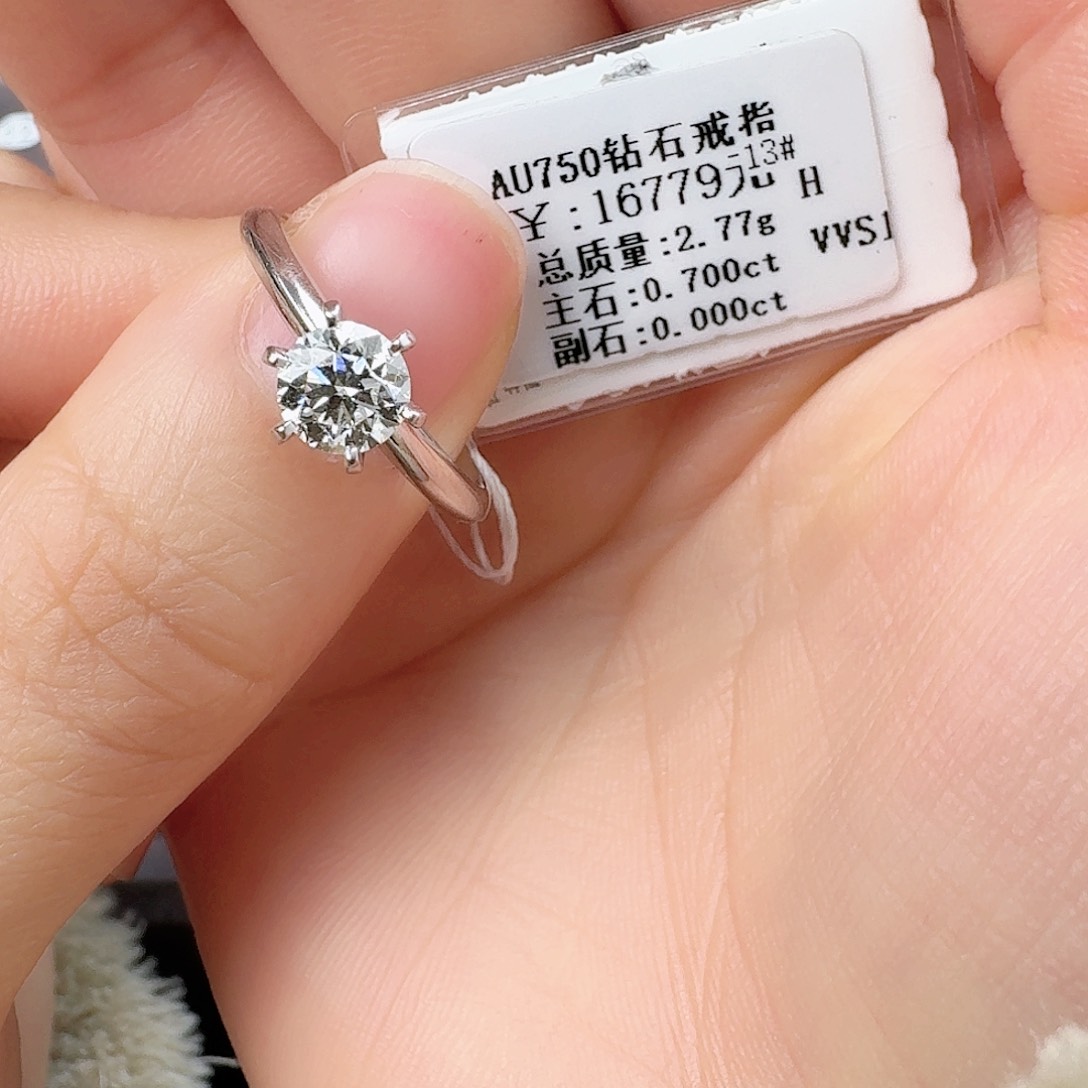 AU750钻石戒指
-13#
￥:16779元 H
总质量:2.77g VVS1
主石:0.700ct
副石:0.000ct